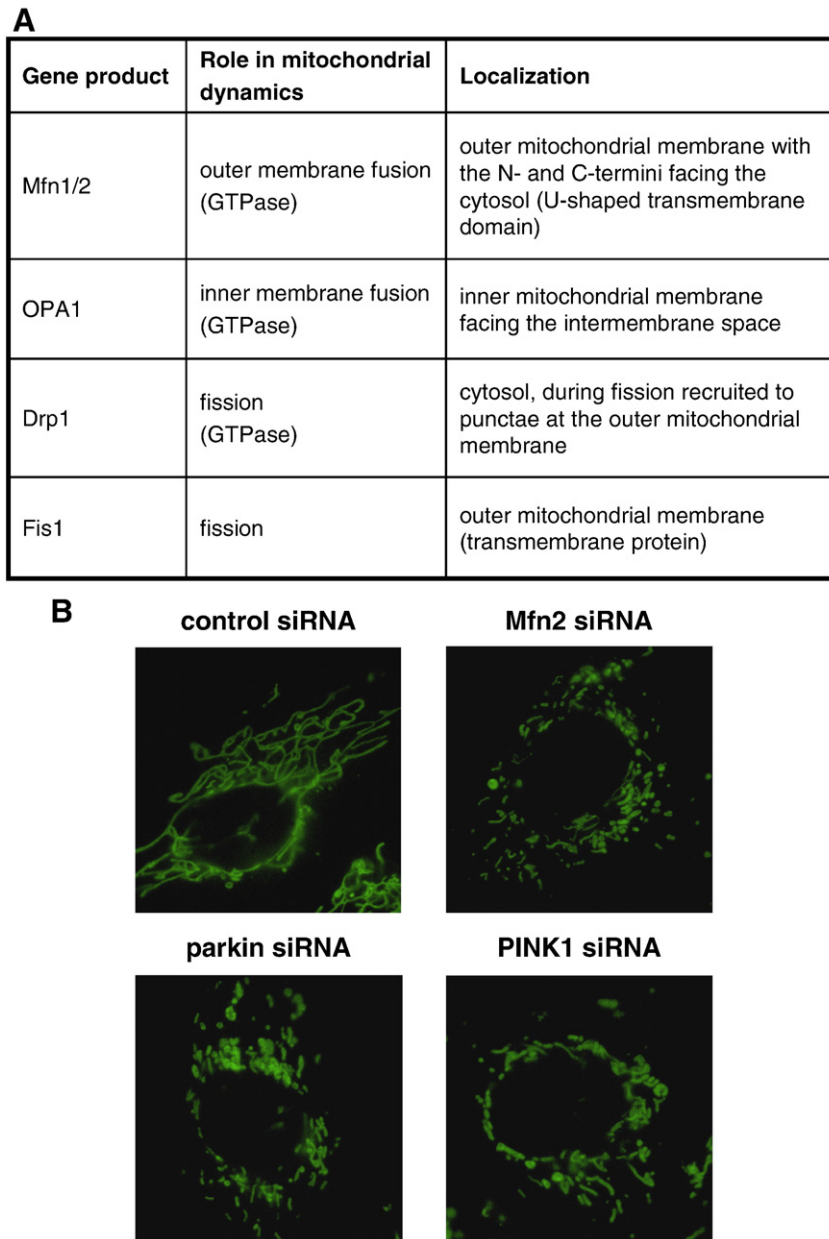 A
Gene product
Role in mitochondrial
dynamics
Localization
Mfn1/2
outer membrane fusion
(GTPase)
outer mitochondrial membrane with
the N- and C-termini facing the
cytosol (U-shaped transmembrane
domain)
OPA1
inner membrane fusion
(GTPase)
inner mitochondrial membrane
facing the intermembrane space
Drp1
fission
(GTPase)
cytosol, during fission recruited to
punctae at the outer mitochondrial
membrane
Fis1
fission
outer mitochondrial membrane
(transmembrane protein)
B
control siRNA
Mfn2 siRNA
parkin siRNA
PINK1 siRNA